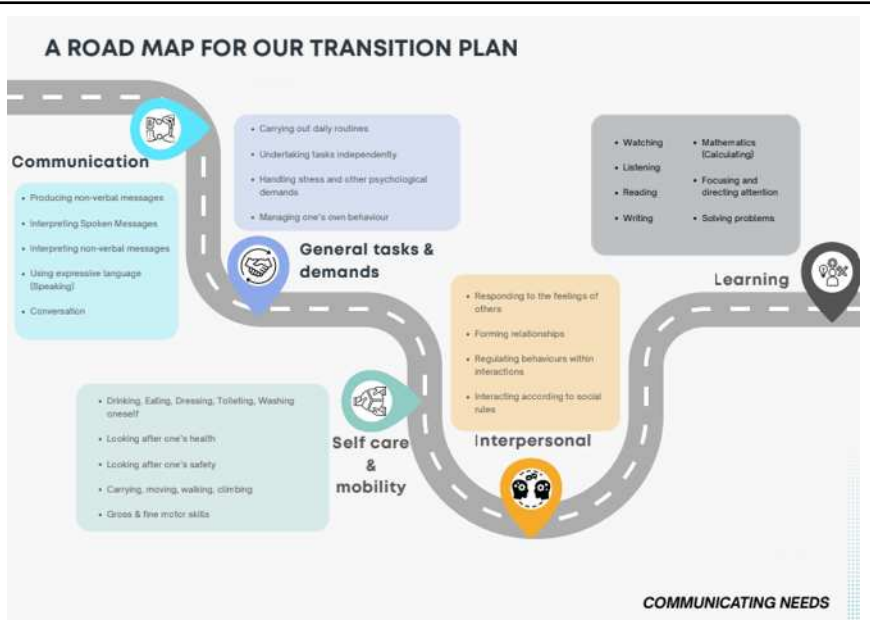 A ROAD MAP FOR OUR TRANSITION PLAN
Communication
• Producing non-verbal messages
• Interpreting Spoken Messages
• Interpreting non-verbal messages
• Using expressive language
(Speaking)
• Conversation
• Carrying out daily routines
• Undertaking tasks independently
• Handling stress and other psychological
demands
• Managing one's own behaviour
General tasks &
demands
• Drinking, Eating, Dressing, Toileting, Washing
oneself
• Looking after one's health
• Looking after one's safety
• Carrying, moving, walking, climbing
• Gross & fine motor skills
Self care
&
mobility
• Responding to the feelings of
others
• Forming relationships
• Regulating behaviours within
interactions
• Interacting according to social
rules
Interpersonal
• Watching
• Listening
• Reading
• Writing
• Mathematics
(Calculating)
• Focusing and
directing attention
• Solving problems
Learning
COMMUNICATING NEEDS